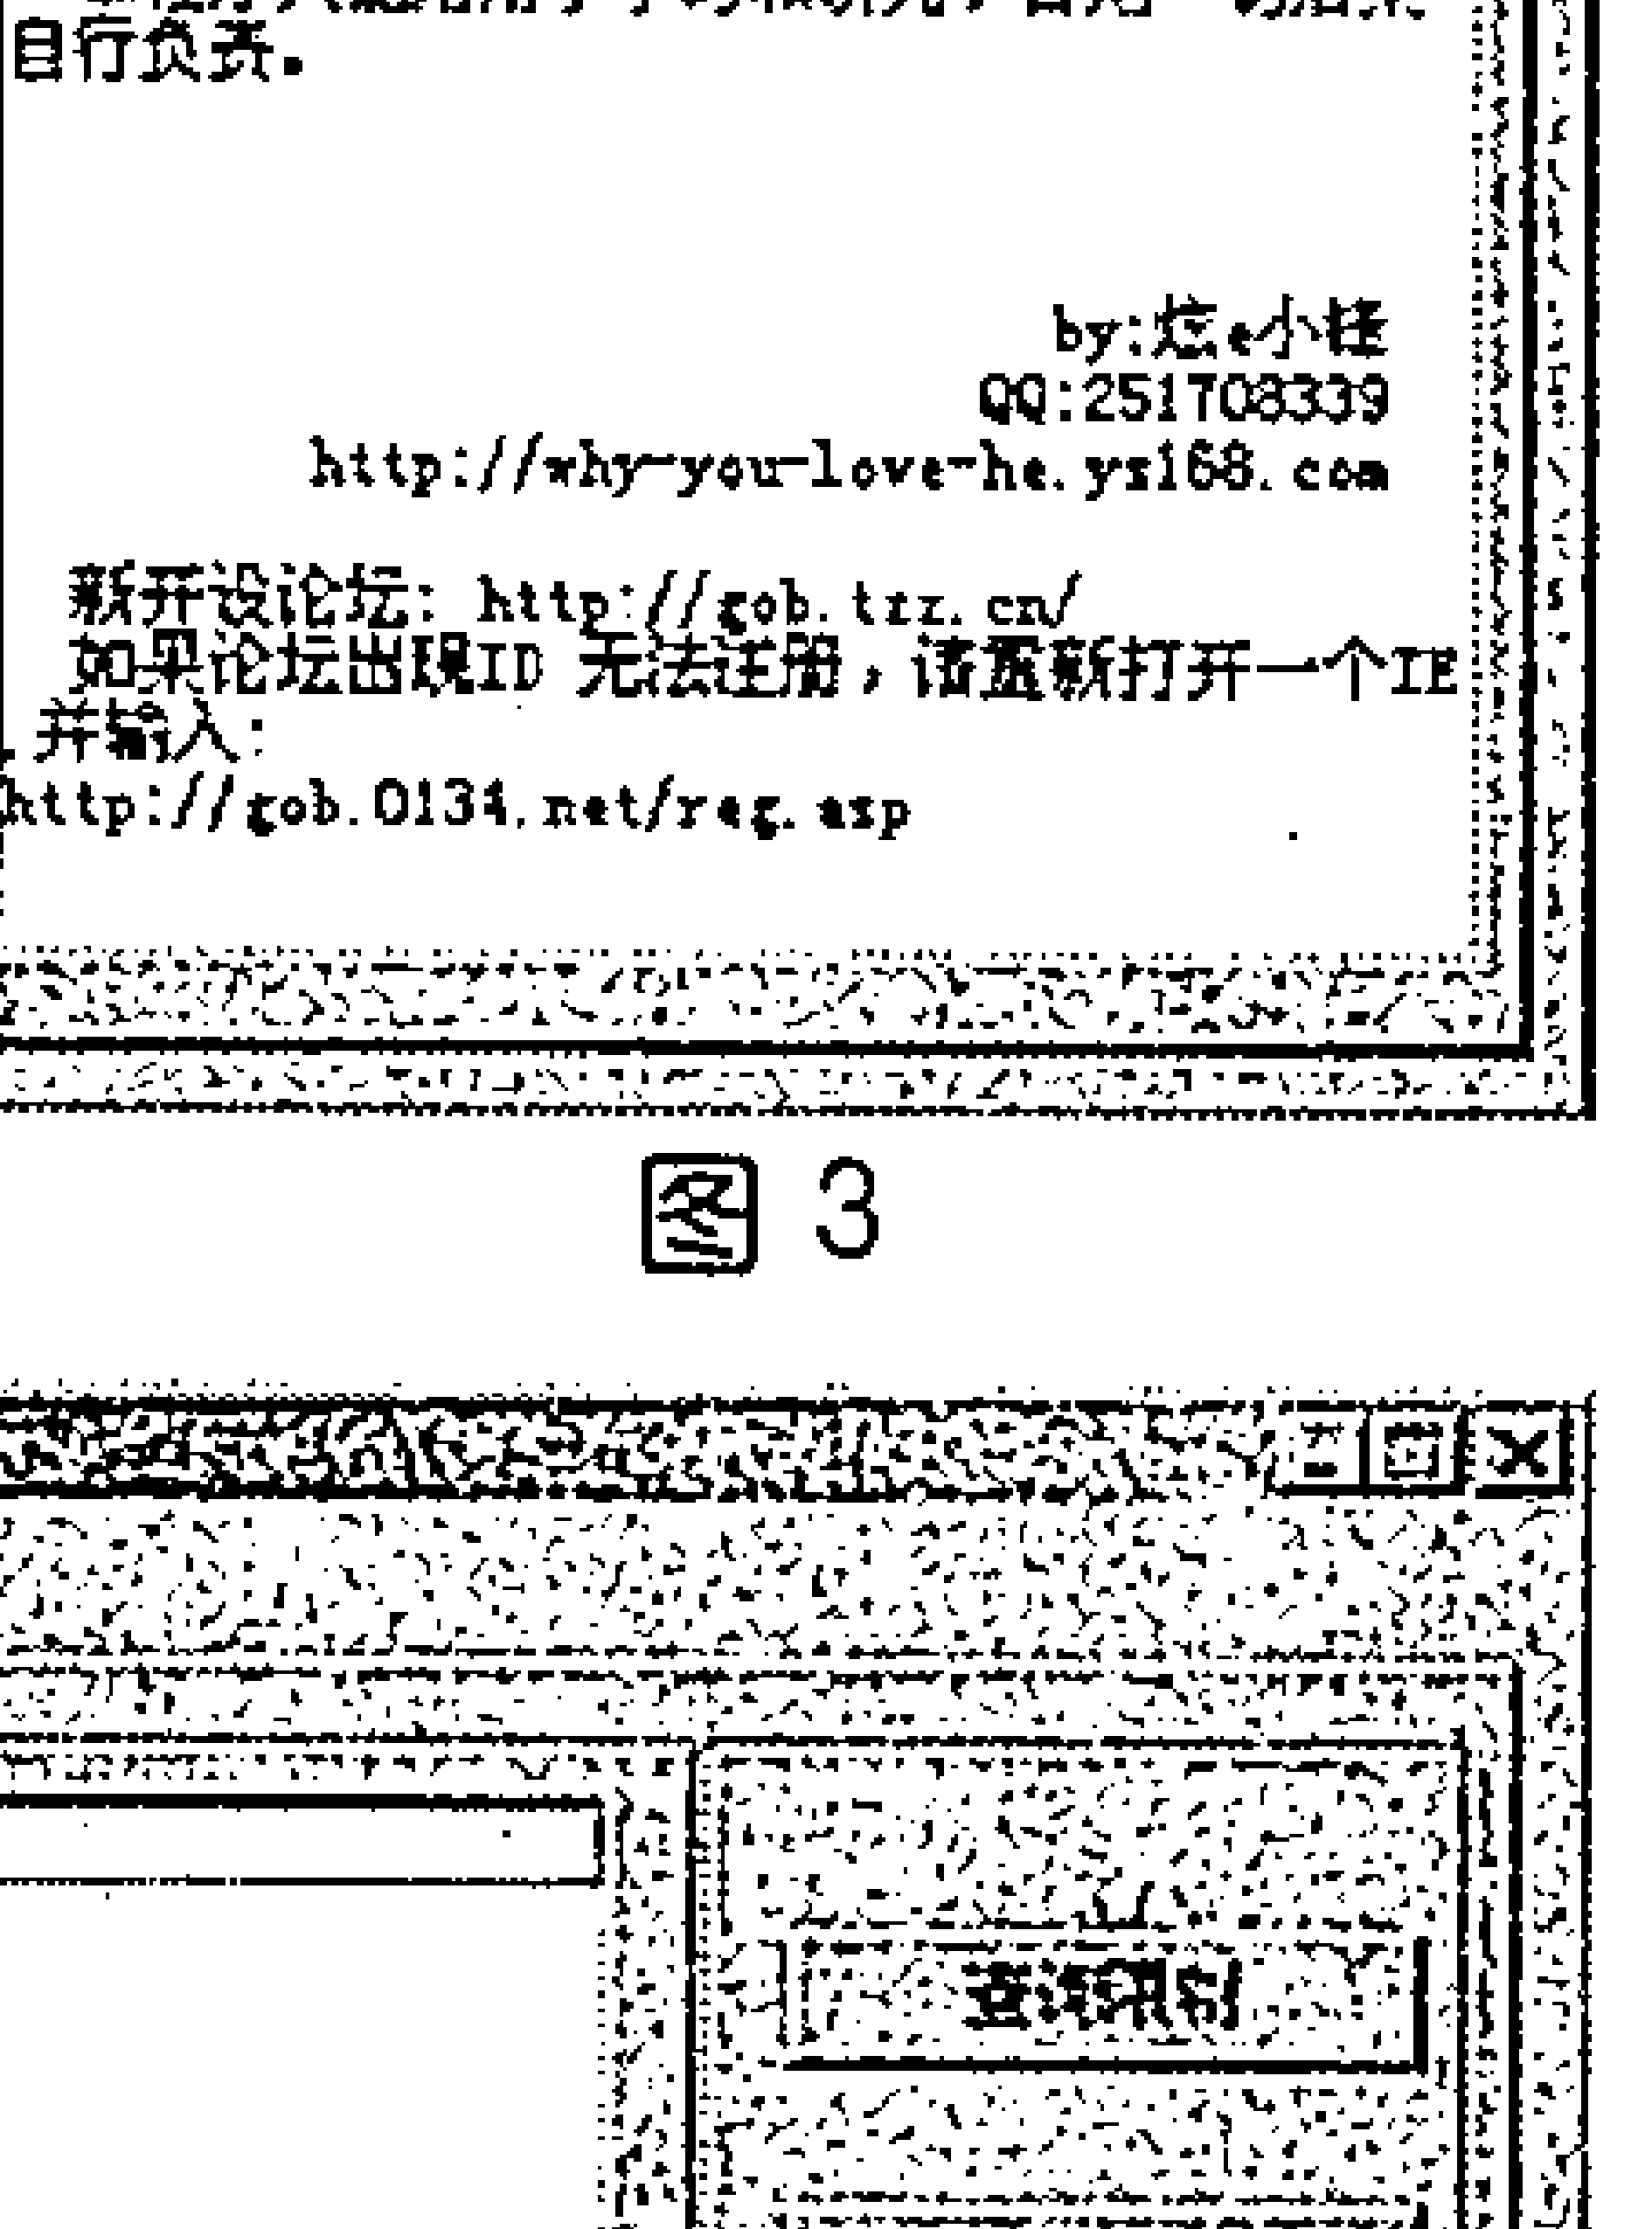 自行负责。
by:炫e小锋
QQ:251708339
http://why-you-love-he.ys168.com
新开设论坛: http://gob.tzz.cn/
如果论坛出现ID 无法注册，请重新打开一个IE
并输入:
http://gob.0134.net/reg.asp
图 3